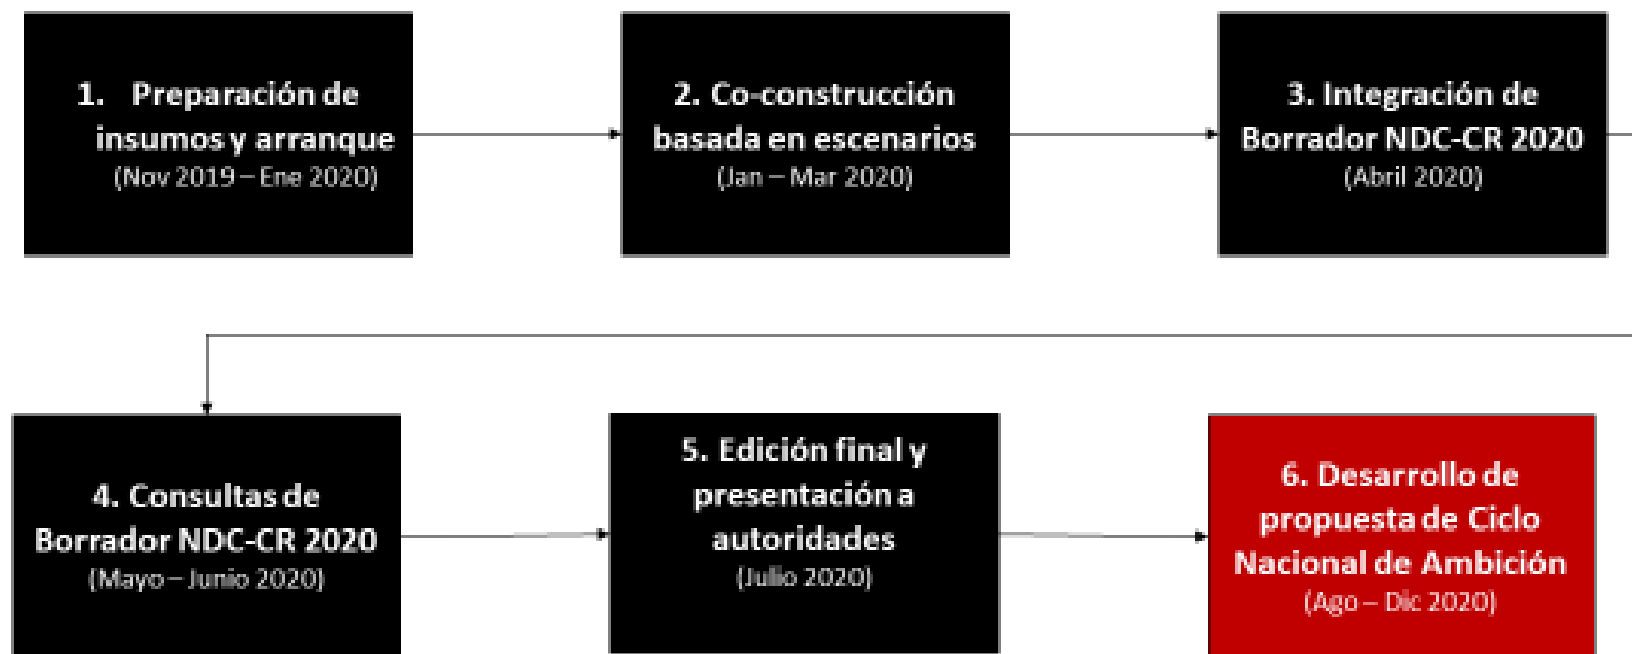 1. Preparación de
insumos y arranque
(Nov 2019 – Ene 2020)
2. Co-construcción
basada en escenarios
(Jan – Mar 2020)
3. Integración de
Borrador NDC-CR 2020
(Abril 2020)
4. Consultas de
Borrador NDC-CR 2020
(Mayo – Junio 2020)
5. Edición final y
presentación a
autoridades
(Julio 2020)
6. Desarrollo de
propuesta de Ciclo
Nacional de Ambición
(Ago – Dic 2020)